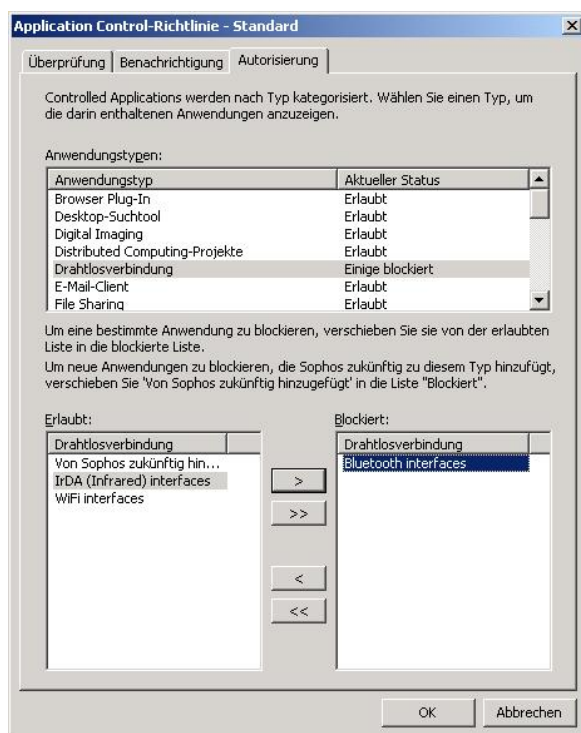 Application Control-Richtlinie - Standard
Überprüfung Benachrichtigung Autorisierung
Controlled Applications werden nach Typ kategorisiert. Wählen Sie einen Typ, um
die darin enthaltenen Anwendungen anzuzeigen.
Anwendungstypen:
Anwendungstyp Aktueller Status
Browser Plug-In Erlaubt
Desktop-Suchtool Erlaubt
Digital Imaging Erlaubt
Distributed Computing-Projekte Erlaubt
Drahtlosverbindung Einige blockiert
E-Mail-Client Erlaubt
File Sharing Erlaubt
Um eine bestimmte Anwendung zu blockieren, verschieben Sie sie von der erlaubten
Liste in die blockierte Liste.
Um neue Anwendungen zu blockieren, die Sophos zukünftig zu diesem Typ hinzufügt,
verschieben Sie 'Von Sophos zukünftig hinzugefügt' in die Liste "Blockiert".
Erlaubt: Blockiert:
Drahtlosverbindung Drahtlosverbindung
Von Sophos zukünftig hin... Bluetooth interfaces
IrDA (Infrared) interfaces
WiFi interfaces
>
>>
<
<<
OK Abbrechen